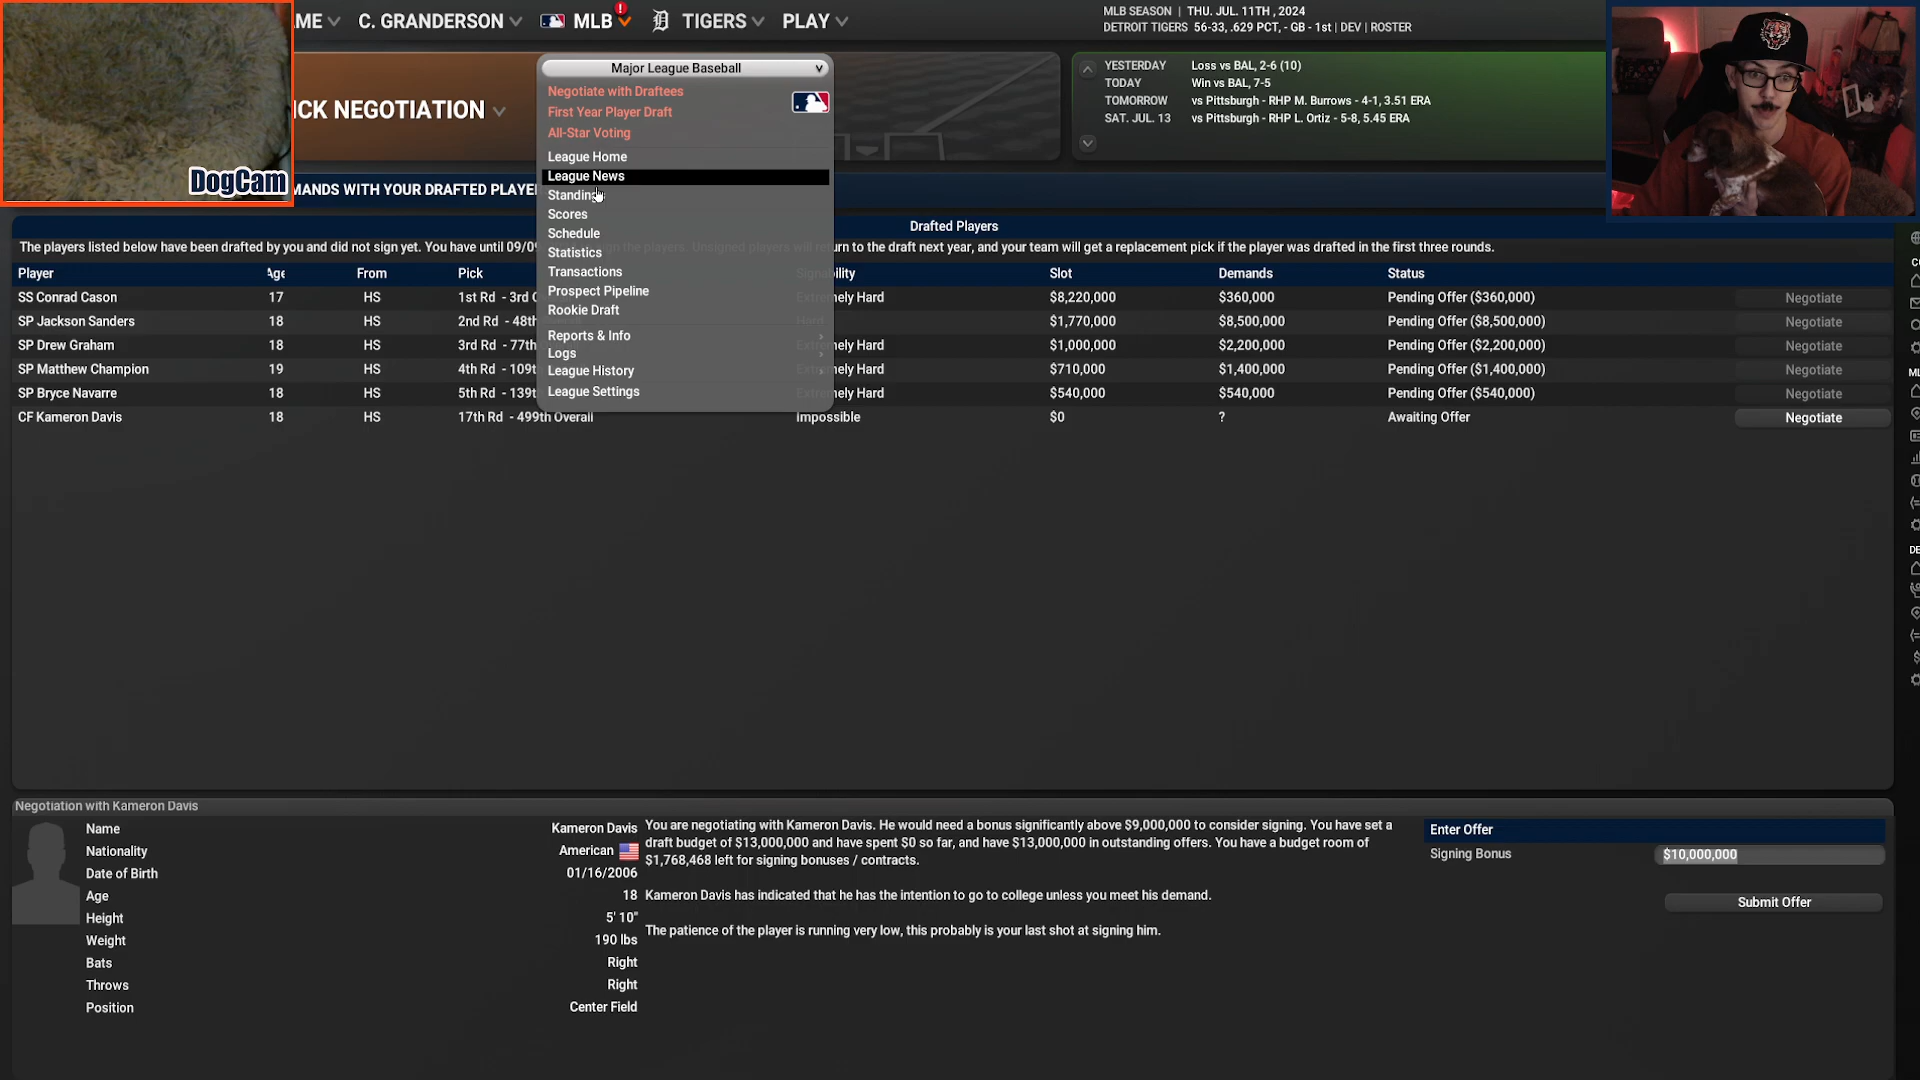 ME C. GRANDERSON MLB ! TIGERS PLAY
MLB SEASON | THU. JUL. 11TH , 2024
DETROIT TIGERS 56-33, .629 PCT, - GB - 1st | DEV | ROSTER
ICK NEGOTIATION
Major League Baseball
Negotiate with Draftees
First Year Player Draft
All-Star Voting
League Home
League News
Standing
Scores
Schedule
Statistics
Transactions
Prospect Pipeline
Rookie Draft
Reports & Info
Logs
League History
League Settings
YESTERDAY Loss vs BAL, 2-6 (10)
TODAY Win vs BAL, 7-5
TOMORROW vs Pittsburgh - RHP M. Burrows - 4-1, 3.51 ERA
SAT. JUL. 13 vs Pittsburgh - RHP L. Ortiz - 5-8, 5.45 ERA
DogCam
MANDS WITH YOUR DRAFTED PLAYE
Drafted Players
The players listed below have been drafted by you and did not sign yet. You have until 09/0 sign the players. Unsigned players will return to the draft next year, and your team will get a replacement pick if the player was drafted in the first three rounds.
Player Age From Pick Signability Slot Demands Status
SS Conrad Cason 17 HS 1st Rd - 3rd Extremely Hard $8,220,000 $360,000 Pending Offer ($360,000) Negotiate
SP Jackson Sanders 18 HS 2nd Rd - 48th Hard $1,770,000 $8,500,000 Pending Offer ($8,500,000) Negotiate
SP Drew Graham 18 HS 3rd Rd - 77th Extremely Hard $1,000,000 $2,200,000 Pending Offer ($2,200,000) Negotiate
SP Matthew Champion 19 HS 4th Rd - 109t Extremely Hard $710,000 $1,400,000 Pending Offer ($1,400,000) Negotiate
SP Bryce Navarre 18 HS 5th Rd - 139t Extremely Hard $540,000 $540,000 Pending Offer ($540,000) Negotiate
CF Kameron Davis 18 HS 17th Rd - 499th Overall Impossible $0 ? Awaiting Offer Negotiate
Negotiation with Kameron Davis
Name Kameron Davis
Nationality American
Date of Birth 01/16/2006
Age 18
Height 5' 10"
Weight 190 lbs
Bats Right
Throws Right
Position Center Field
You are negotiating with Kameron Davis. He would need a bonus significantly above $9,000,000 to consider signing. You have set a
draft budget of $13,000,000 and have spent $0 so far, and have $13,000,000 in outstanding offers. You have a budget room of
$1,768,468 left for signing bonuses / contracts.
Kameron Davis has indicated that he has the intention to go to college unless you meet his demand.
The patience of the player is running very low, this probably is your last shot at signing him.
Enter Offer
Signing Bonus $10,000,000
Submit Offer